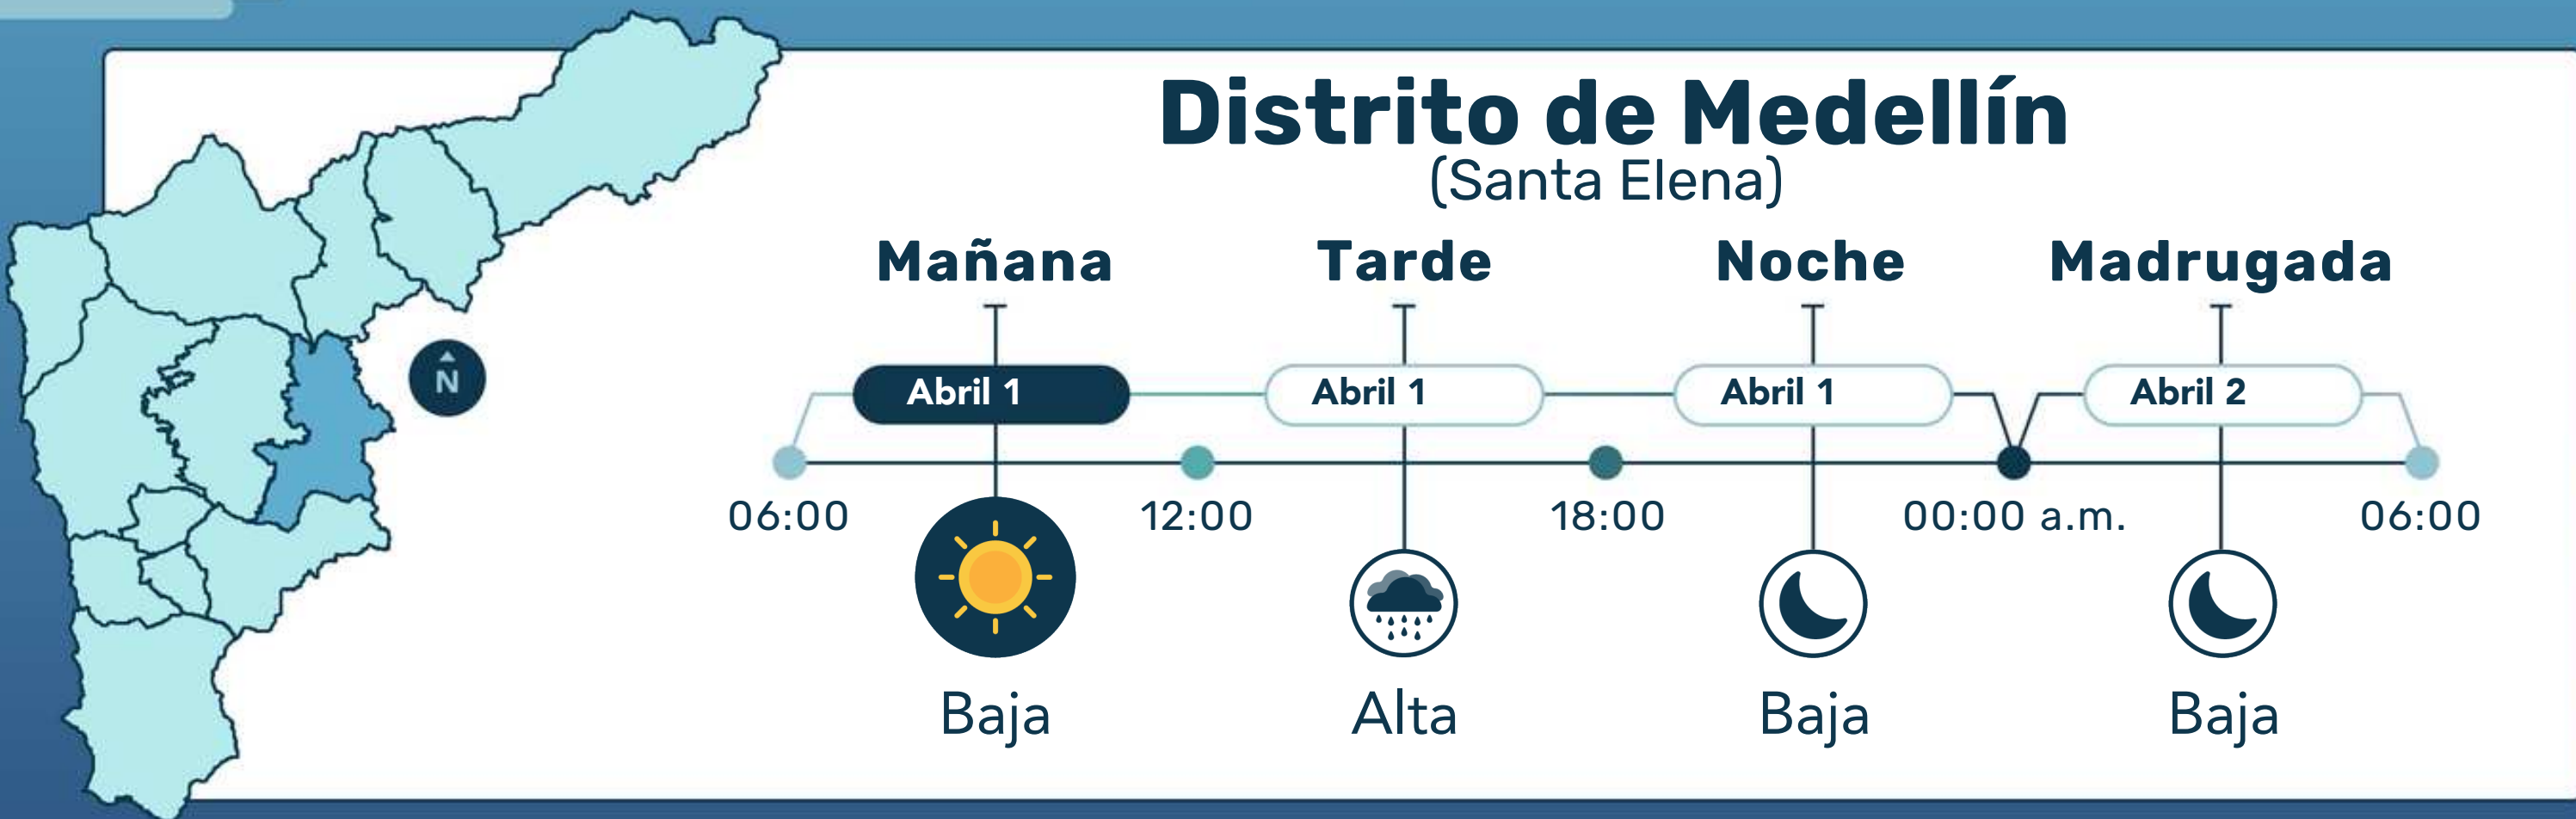 Distrito de Medellín
(Santa Elena)
Mañana Tarde Noche Madrugada
Abril 1 Abril 1 Abril 1 Abril 2
N
06:00 12:00 18:00 00:00 a.m. 06:00
Baja Alta Baja Baja